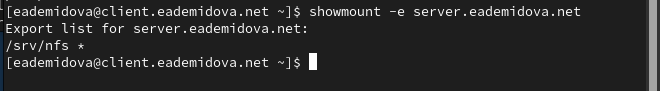 [eademidova@client.eademidova.net ~]$ showmount -e server.eademidova.net
Export list for server.eademidova.net:
/srv/nfs *
[eademidova@client.eademidova.net ~]$